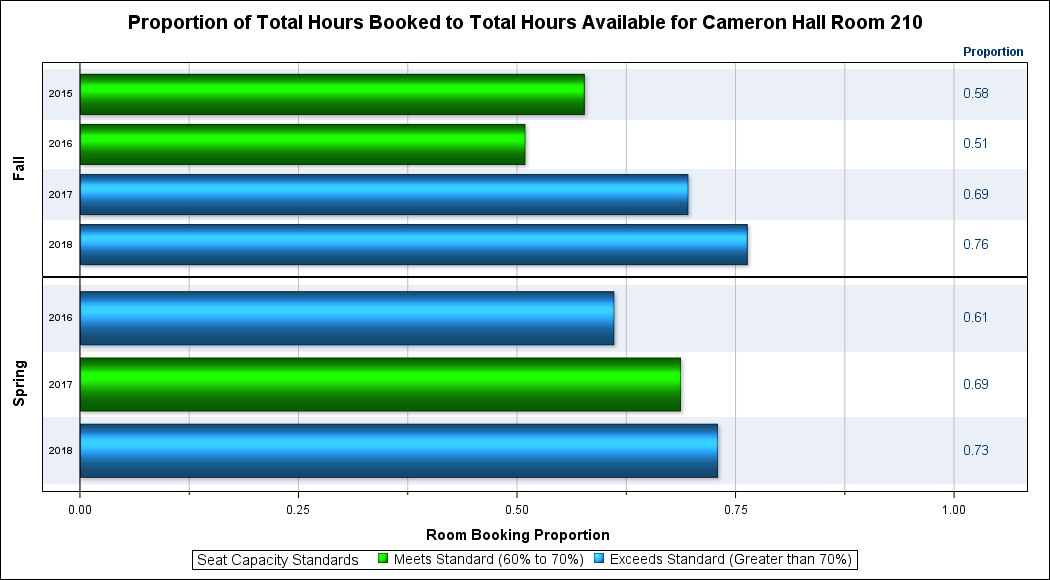 Proportion of Total Hours Booked to Total Hours Available for Cameron Hall Room 210
Proportion
Fall
2015 0.58
2016 0.51
2017 0.69
2018 0.76
Spring
2016 0.61
2017 0.69
2018 0.73
0.00 0.25 0.50 0.75 1.00
Room Booking Proportion
Seat Capacity Standards Meets Standard (60% to 70%) Exceeds Standard (Greater than 70%)